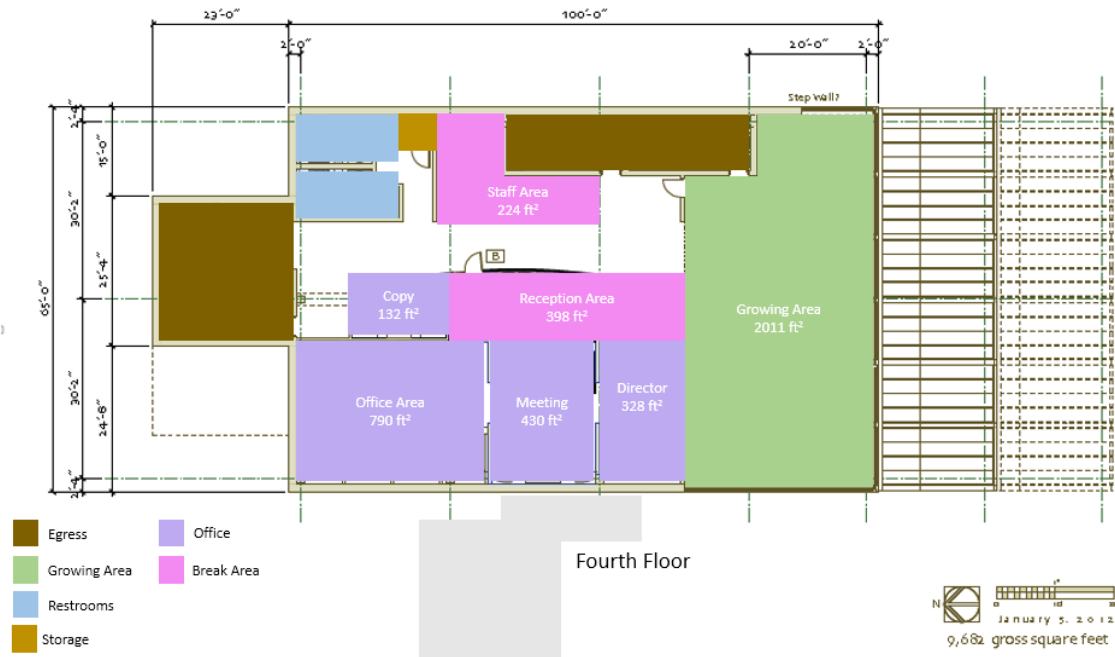 23'-0"
100'-0"
2'-0"
20'-0"
2'-0"
Step Wall?
2'-4"
15'-0"
30'-2"
65'-0"
25'-4"
30'-2"
24'-6"
2'-4"
Staff Area
224 ft²
B
Copy
132 ft²
Reception Area
398 ft²
Growing Area
2011 ft²
Office Area
790 ft²
Meeting
430 ft²
Director
328 ft²
Egress
Office
Growing Area
Break Area
Restrooms
Storage
Fourth Floor
N
January 5, 2012
9,682 gross square feet